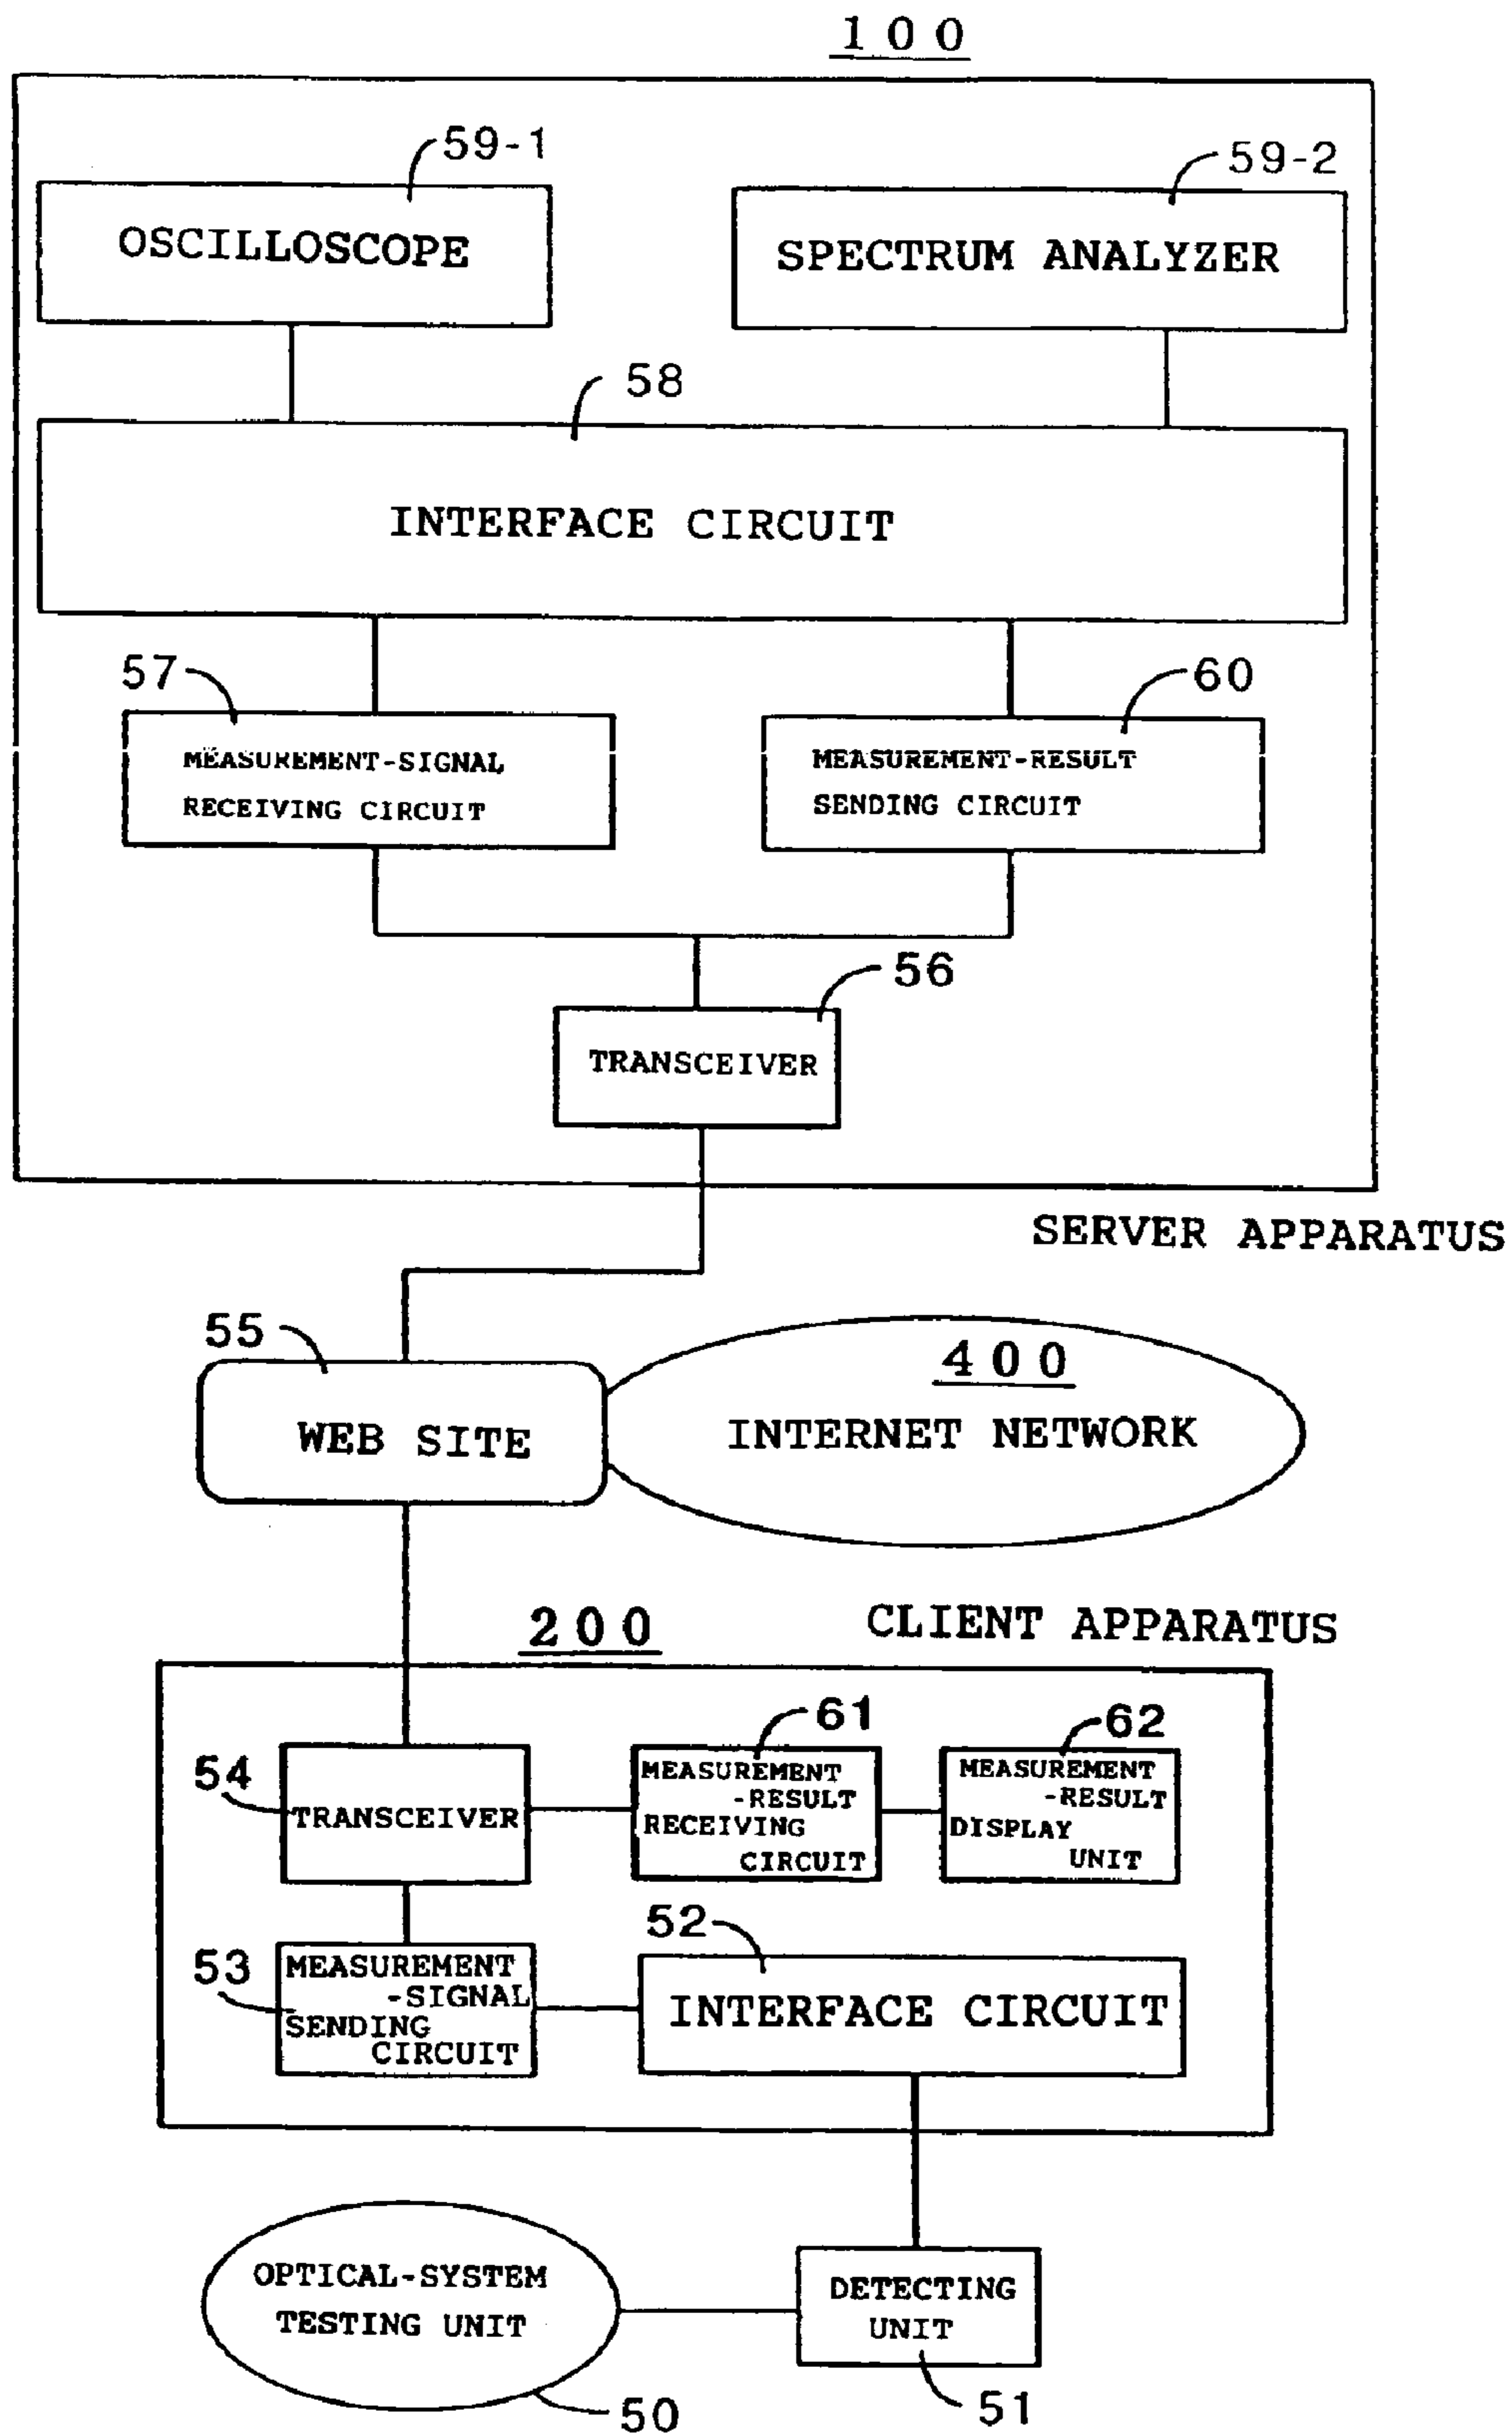 100
59-1
59-2
OSCILLOSCOPE
SPECTRUM ANALYZER
58
INTERFACE CIRCUIT
57
60
MEASUREMENT-SIGNAL
RECEIVING CIRCUIT
MEASUREMENT-RESULT
SENDING CIRCUIT
56
TRANSCEIVER
SERVER APPARATUS
55
WEB SITE
400
INTERNET NETWORK
200
CLIENT APPARATUS
61
62
54
TRANSCEIVER
MEASUREMENT
-RESULT
RECEIVING
CIRCUIT
MEASUREMENT
-RESULT
DISPLAY
UNIT
52
53
MEASUREMENT
-SIGNAL
SENDING
CIRCUIT
INTERFACE CIRCUIT
OPTICAL-SYSTEM
TESTING UNIT
DETECTING
UNIT
50
51